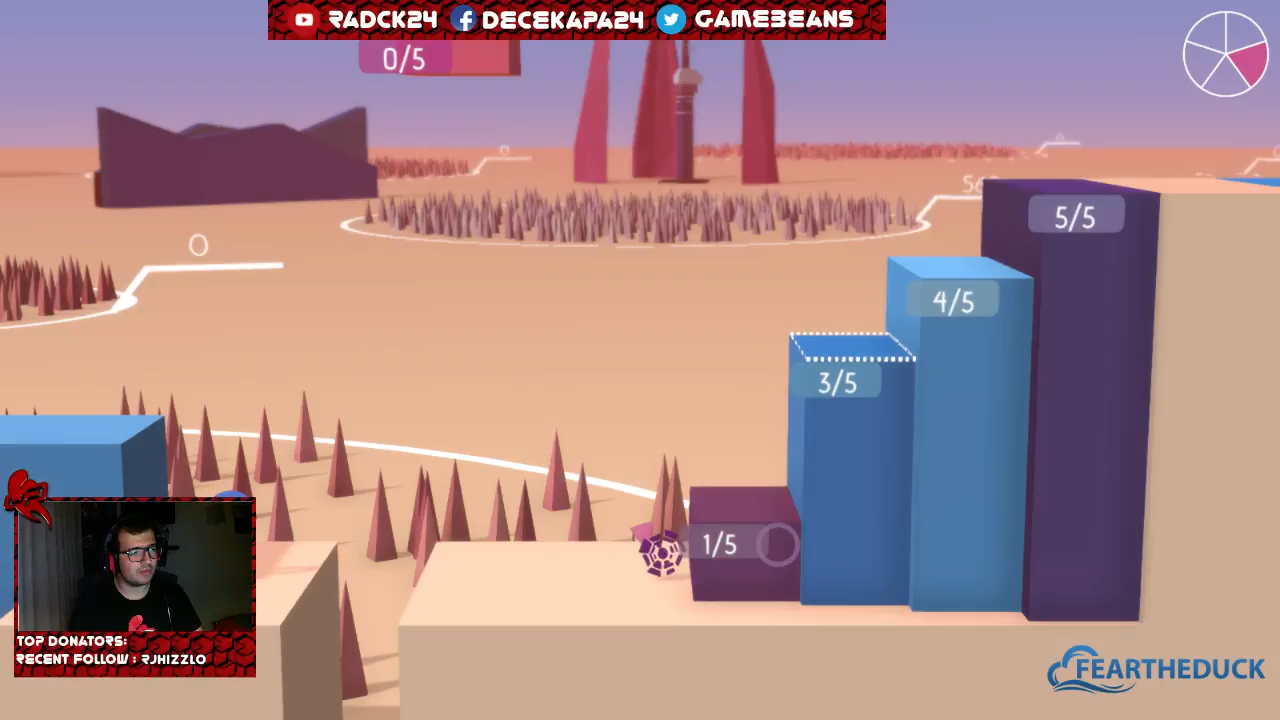 RADCK24 DECEKAPA24 GAMEBEANS
0/5
0
5/5
4/5
3/5
1/5
TOP DONATORS:
RECENT FOLLOW : RJHIZZLO
FEARTHEDUCK